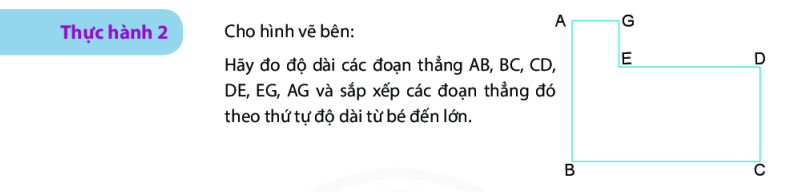 Thực hành 2
Cho hình vẽ bên:
Hãy đo độ dài các đoạn thẳng AB, BC, CD,
DE, EG, AG và sắp xếp các đoạn thẳng đó
theo thứ tự độ dài từ bé đến lớn.
A
G
E
D
B
C